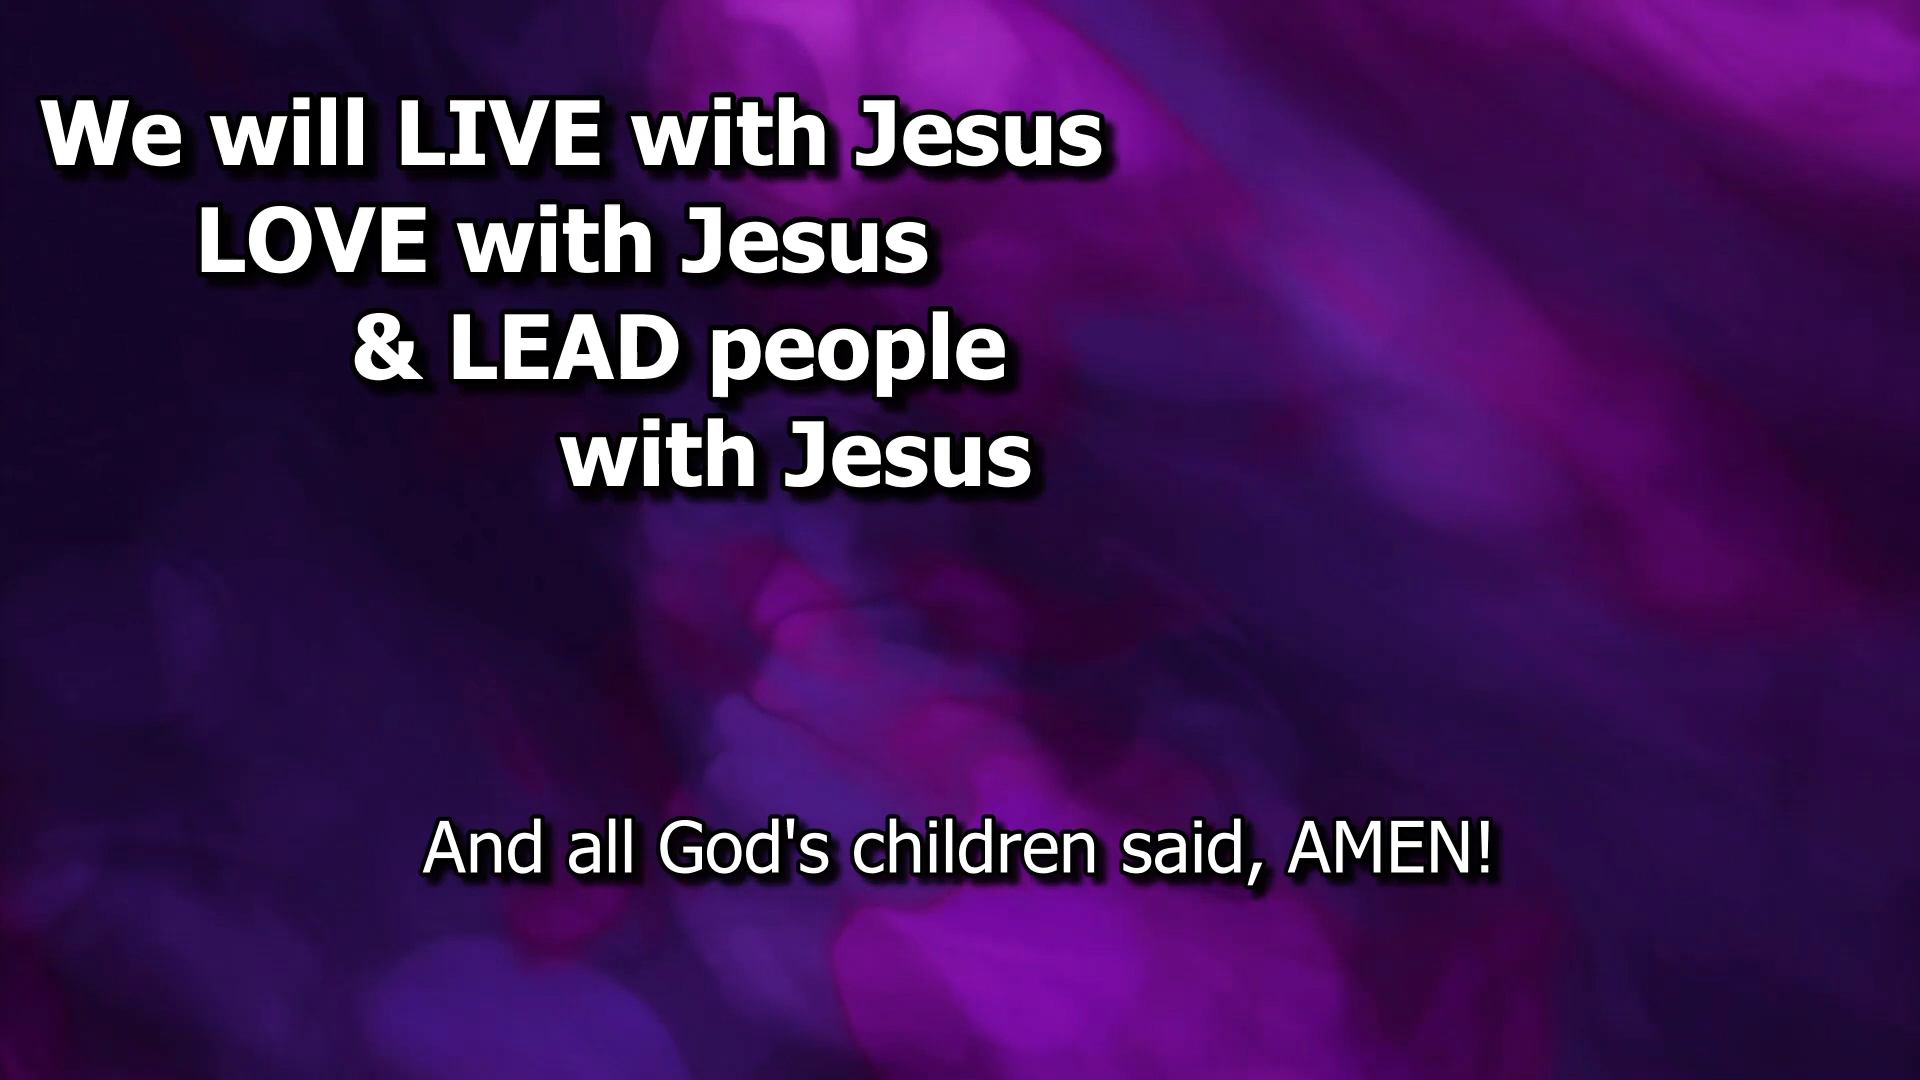 We will LIVE with Jesus
LOVE with Jesus
& LEAD people
with Jesus
And all God's children said, AMEN!